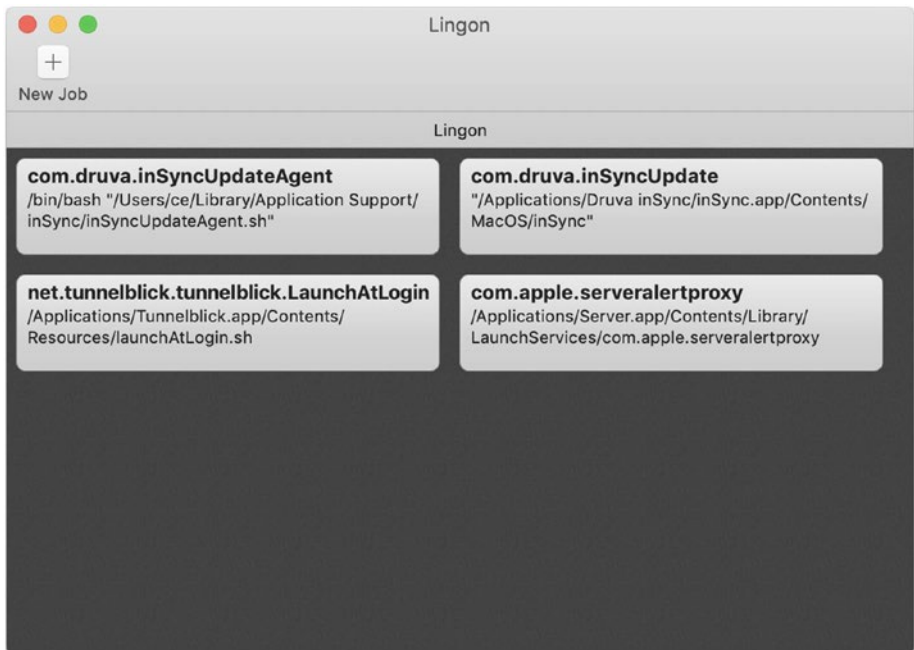 Lingon
New Job
Lingon
com.druva.inSyncUpdateAgent
/bin/bash "/Users/ce/Library/Application Support/
inSync/inSyncUpdateAgent.sh"
com.druva.inSyncUpdate
"/Applications/Druva inSync/inSync.app/Contents/
MacOS/inSync"
net.tunnelblick.tunnelblick.LaunchAtLogin
/Applications/Tunnelblick.app/Contents/
Resources/launchAtLogin.sh
com.apple.serveralertproxy
/Applications/Server.app/Contents/Library/
LaunchServices/com.apple.serveralertproxy